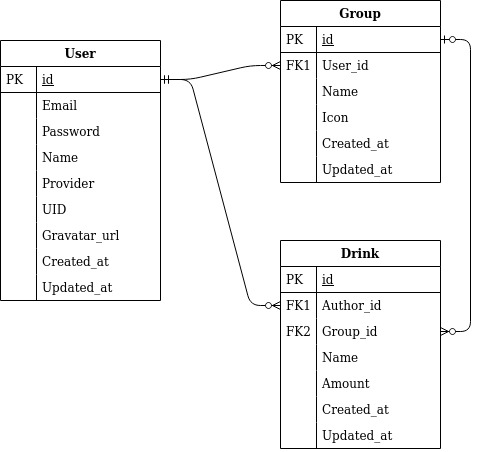 User
PK id
Email
Password
Name
Provider
UID
Gravatar_url
Created_at
Updated_at
Group
PK id
FK1 User_id
Name
Icon
Created_at
Updated_at
Drink
PK id
FK1 Author_id
FK2 Group_id
Name
Amount
Created_at
Updated_at